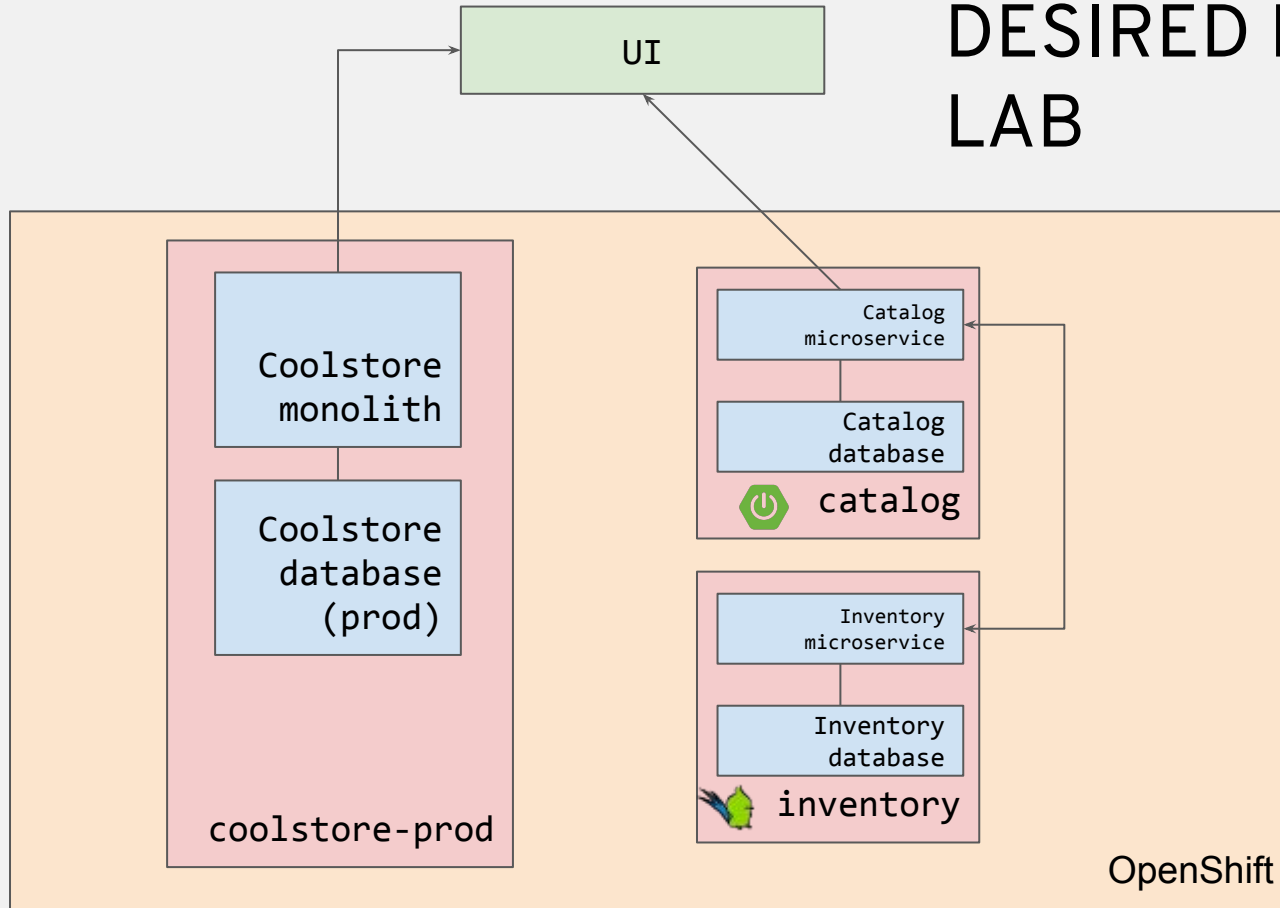 DESIRED
LAB
UI
Coolstore
monolith
Coolstore
database
(prod)
coolstore-prod
Catalog
microservice
Catalog
database
catalog
Inventory
microservice
Inventory
database
inventory
OpenShift